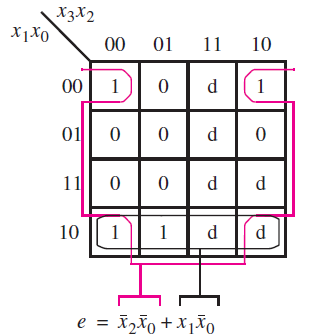 x₃x₂
x₁x₀
00 01 11 10
00 1 0 d 1
01 0 0 d 0
11 0 0 d d
10 1 1 d d
e = x̄₂x̄₀ + x₁x̄₀